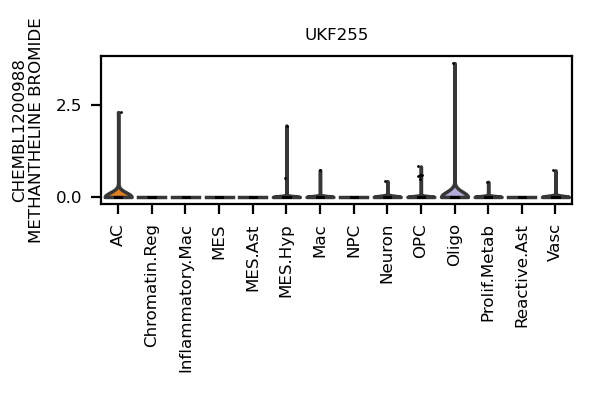 UKF255
CHEMBL1200988
METHANTHELINE BROMIDE
2.5
0.0
AC
Chromatin.Reg
Inflammatory.Mac
MES
MES.Ast
MES.Hyp
Mac
NPC
Neuron
OPC
Oligo
Prolif.Metab
Reactive.Ast
Vasc